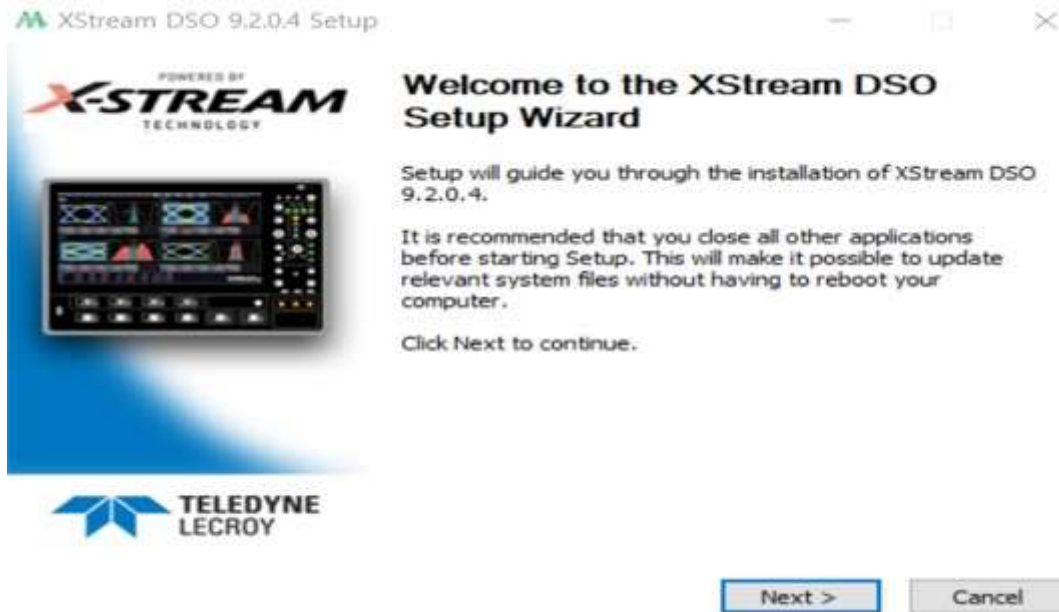 XStream DSO 9.2.0.4 Setup
POWERED BY
X-STREAM
TECHNOLOGY
Welcome to the XStream DSO
Setup Wizard
Setup will guide you through the installation of XStream DSO
9.2.0.4.
It is recommended that you close all other applications
before starting Setup. This will make it possible to update
relevant system files without having to reboot your
computer.
Click Next to continue.
TELEDYNE
LECROY
Next >
Cancel